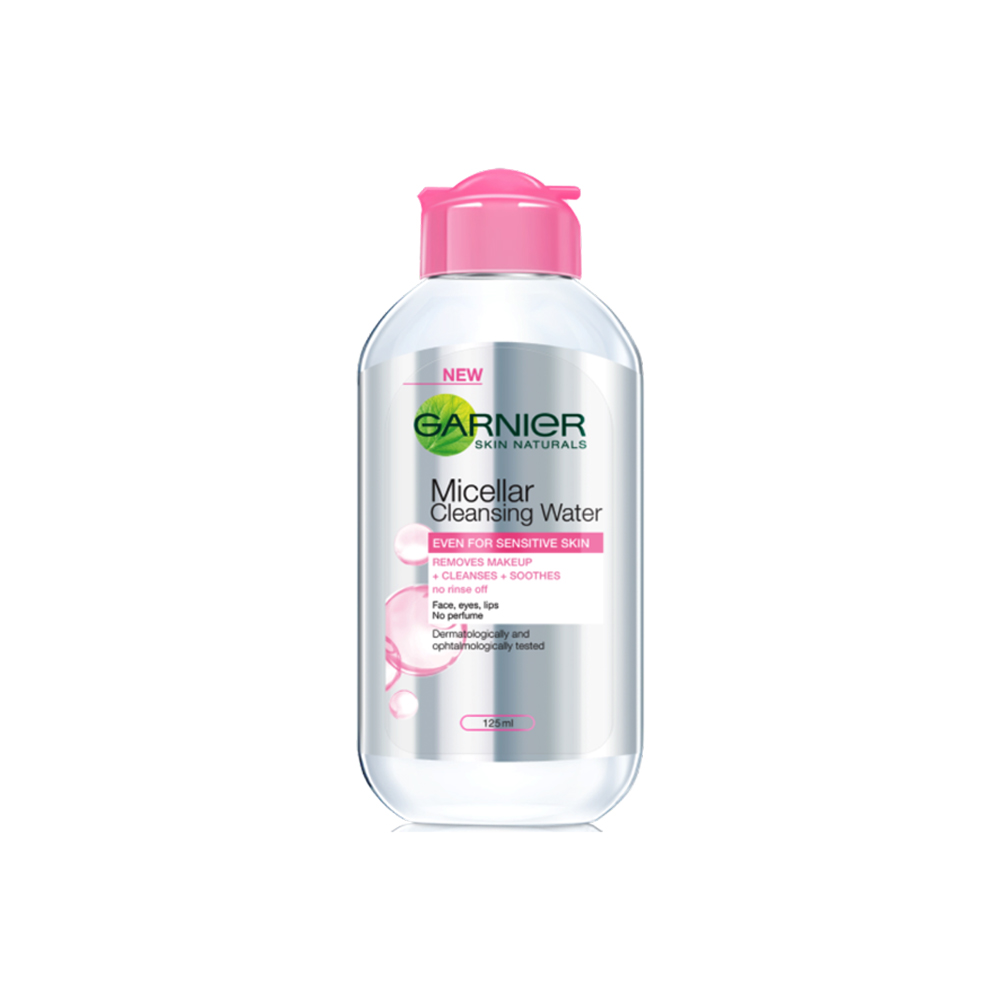 NEW
GARNIER
SKIN NATURALS
Micellar
Cleansing Water
EVEN FOR SENSITIVE SKIN
REMOVES MAKEUP
+ CLEANSES + SOOTHES
no rinse off
Face, eyes, lips
No perfume
Dermatologically and
ophtalmologically tested
125ml